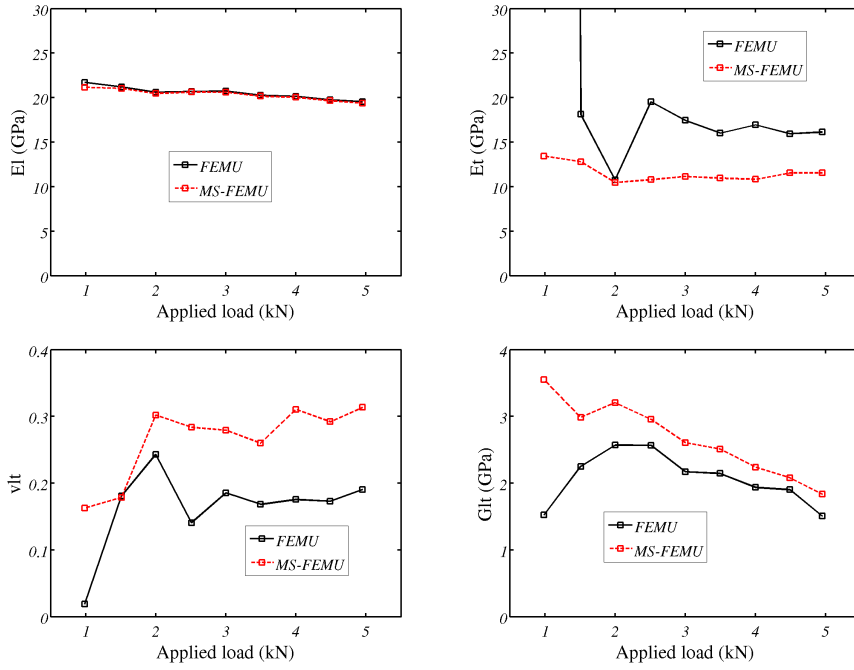 30
25
20
15
10
5
0
El (GPa)
FEMU
MS-FEMU
1 2 3 4 5
Applied load (kN)
30
25
20
15
10
5
0
Et (GPa)
FEMU
MS-FEMU
1 2 3 4 5
Applied load (kN)
0.4
0.3
0.2
0.1
0
vlt
FEMU
MS-FEMU
1 2 3 4 5
Applied load (kN)
4
3
2
1
0
Glt (GPa)
FEMU
MS-FEMU
1 2 3 4 5
Applied load (kN)